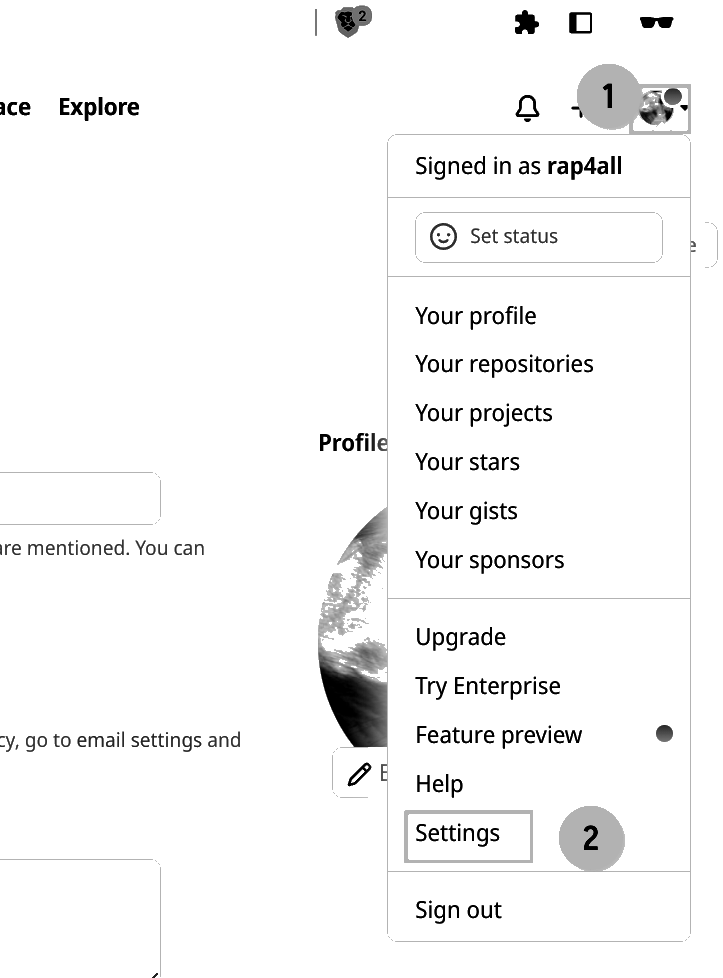 2
ace Explore
1
Signed in as rap4all
Set status
e
Your profile
Your repositories
Your projects
Profile
Your stars
Your gists
are mentioned. You can
Your sponsors
Upgrade
Try Enterprise
Feature preview
cy, go to email settings and
E
Help
Settings
2
Sign out